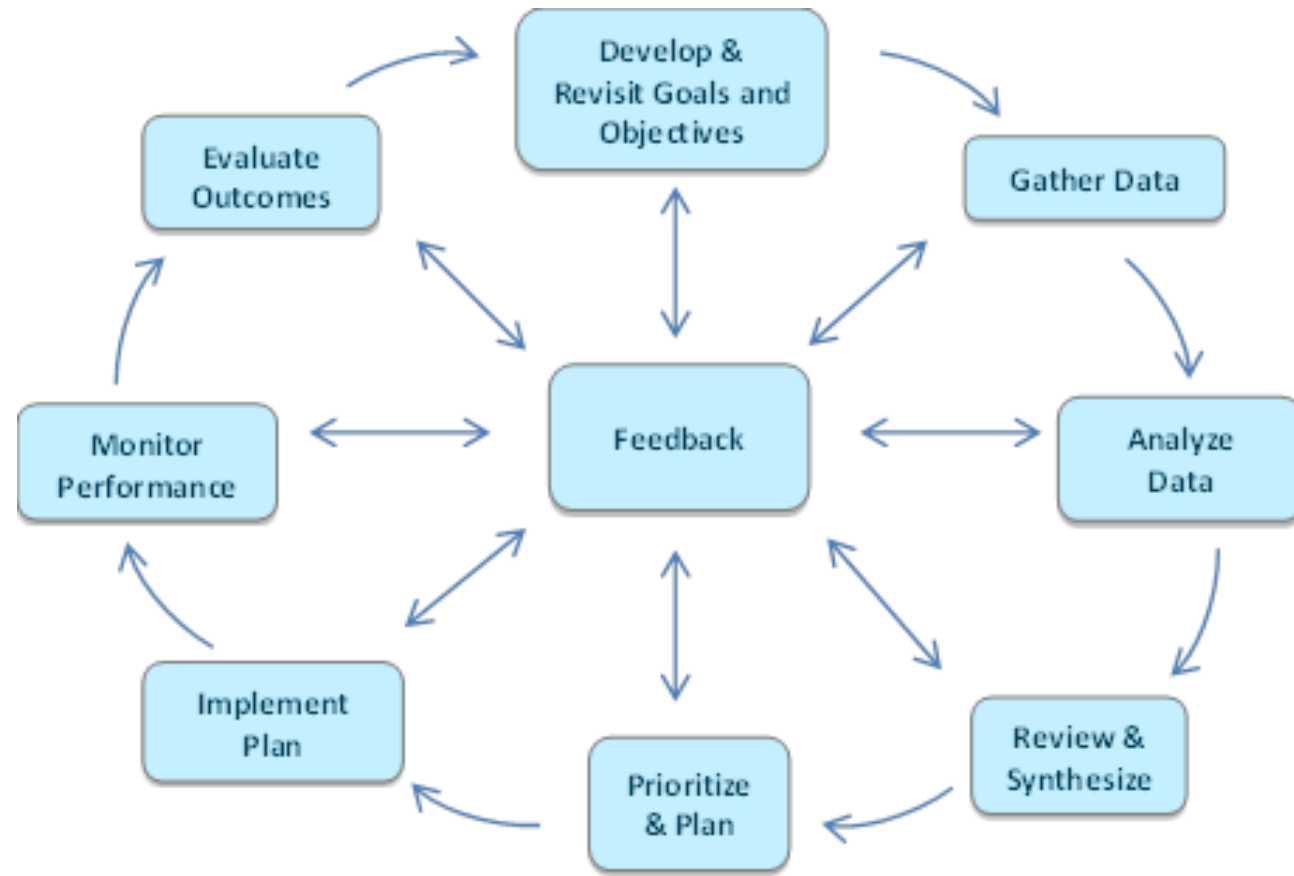 Develop &
Revisit Goals and
Objectives
Evaluate
Outcomes
Gather Data
Feedback
Monitor
Performance
Analyze
Data
Implement
Plan
Review &
Synthesize
Prioritize
& Plan